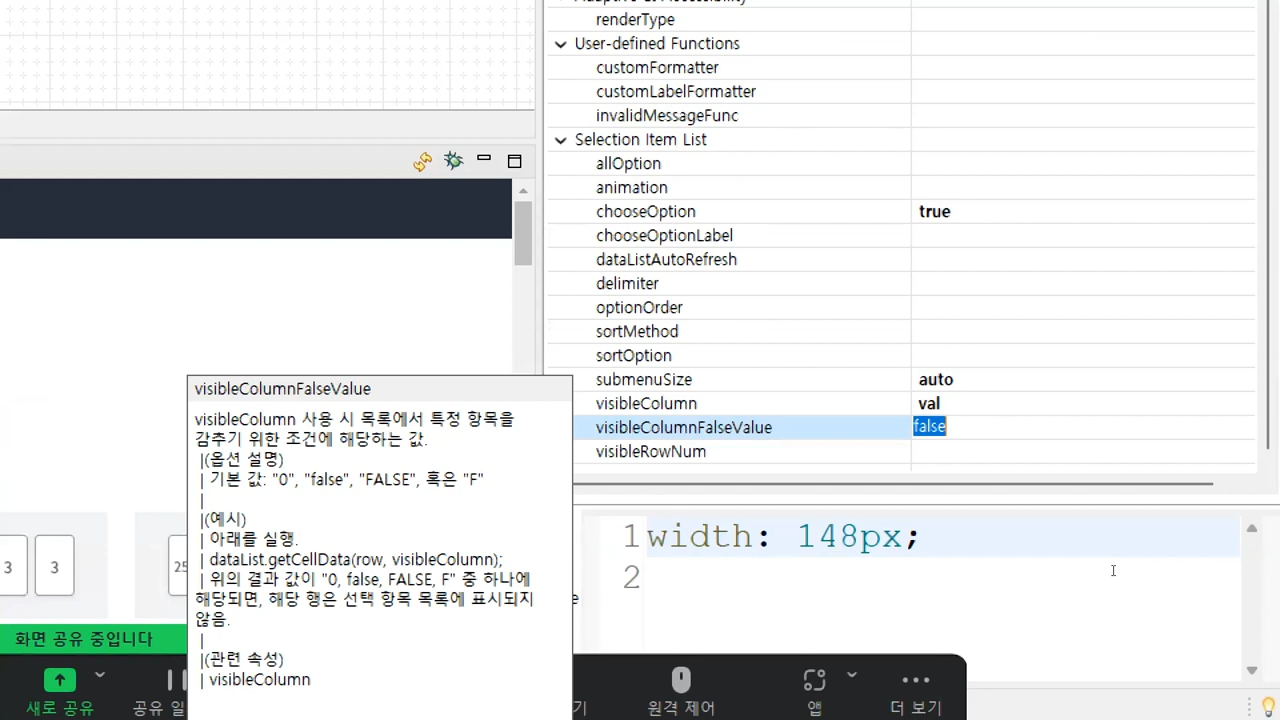 renderType
User-defined Functions
customFormatter
customLabelFormatter
invalidMessageFunc
Selection Item List
allOption
animation
chooseOption true
chooseOptionLabel
dataListAutoRefresh
delimiter
optionOrder
sortMethod
sortOption
submenuSize auto
visibleColumn val
visibleColumnFalseValue false
visibleRowNum
visibleColumnFalseValue
visibleColumn 사용 시 목록에서 특정 항목을
감추기 위한 조건에 해당하는 값.
|(옵션 설명)
| 기본 값: "0", "false", "FALSE", 혹은 "F"
|
|(예시)
| 아래를 실행.
| dataList.getCellData(row, visibleColumn);
| 위의 결과 값이 "0, false, FALSE, F" 중 하나에
해당되면, 해당 행은 선택 항목 목록에 표시되지
않음.
|
|(관련 속성)
| visibleColumn
1 width: 148px;
2
3 3 25
화면 공유 중입니다
새로 공유 공유 일 기 원격 제어 앱 더 보기